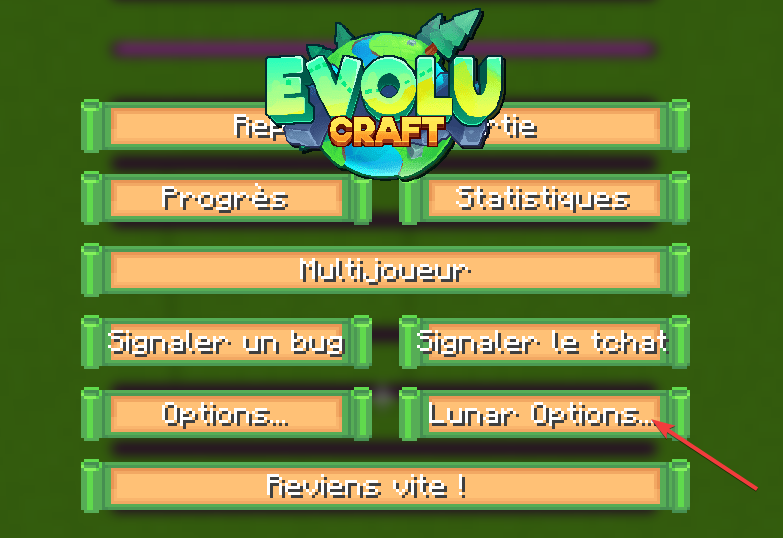 EVOLU
CRAFT
Progrès
Statistiques
Multijoueur
Signaler un bug
Signaler le tchat
Options...
Lunar Options...
Reviens vite !